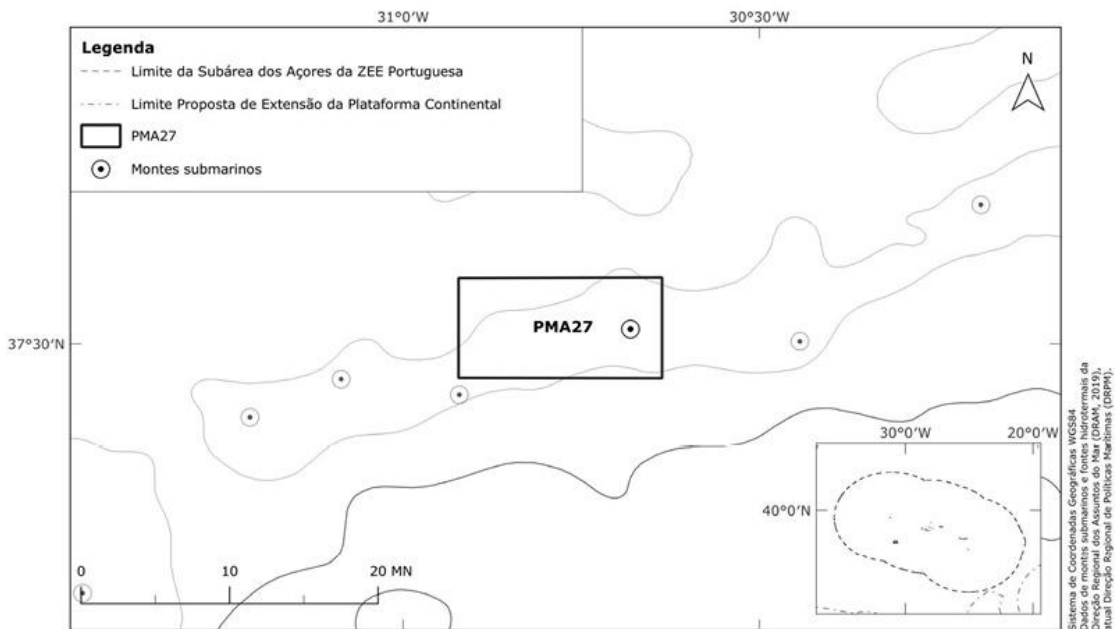 31°0'W
30°30'W
Legenda
Limite da Subárea dos Açores da ZEE Portuguesa
Limite Proposta de Extensão da Plataforma Continental
PMA27
Montes submarinos
N
PMA27
37°30'N
30°0'W
20°0'W
40°0'N
0
10
20 MN
Sistema de Coordenadas Geográficas WGS84
Dados de montes submarinos e fontes hidrotermais da
Direção Regional dos Assuntos do Mar (DRAM, 2019),
atual Direção Regional de Políticas Marítimas (DRPM).